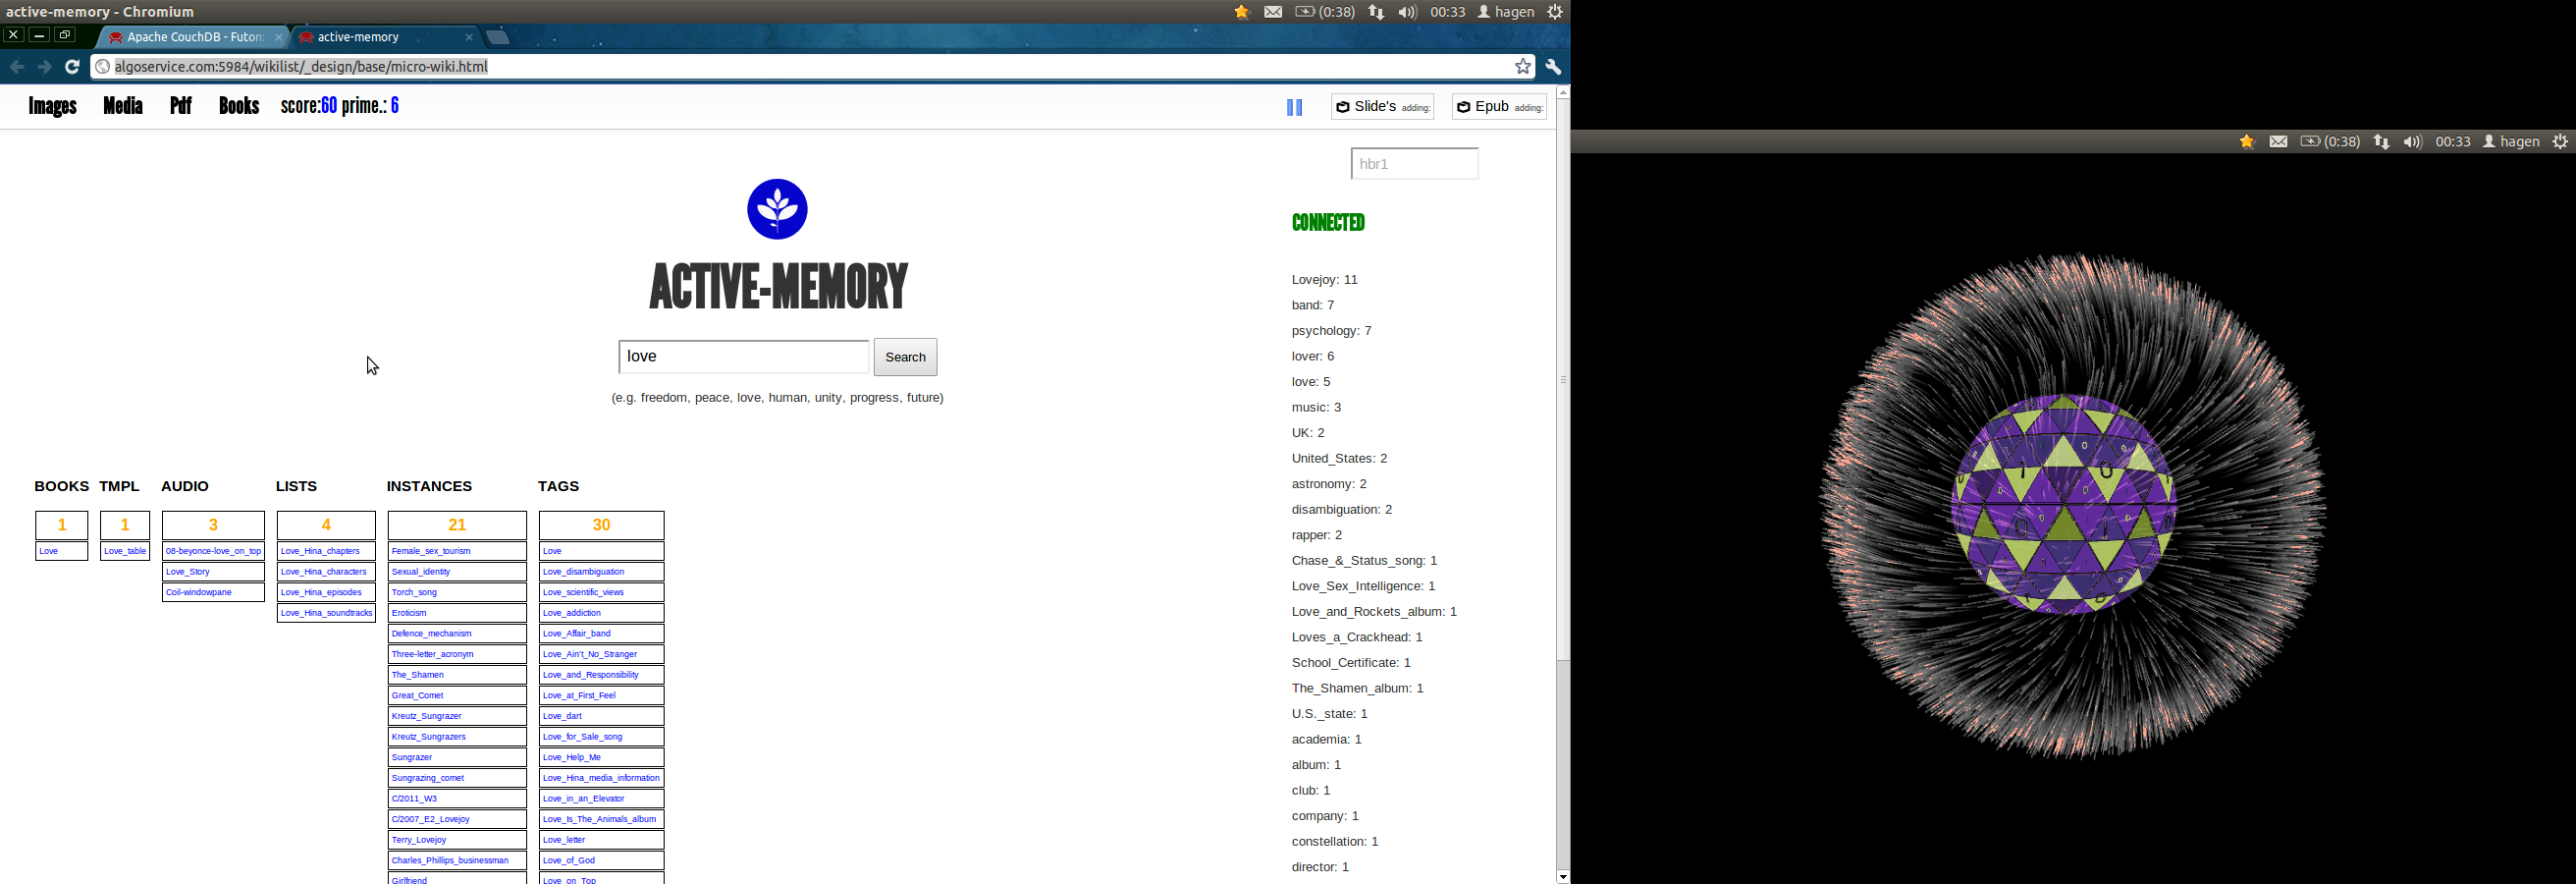 active-memory - Chromium
(0:38) 00:33 hagen
Apache CouchDB - Futon:
active-memory
algoservice.com:5984/wikilist/_design/base/micro-wiki.html
Images Media Pdf Books score:60 prime.: 6
Slide's adding: Epub adding:
(0:38) 00:33 hagen
hbr1
CONNECTED
ACTIVE-MEMORY
love Search
(e.g. freedom, peace, love, human, unity, progress, future)
BOOKS
1
Love
TMPL
1
Love_table
AUDIO
3
08-beyonce-love_on_top
Love_Story
Coil-windowpane
LISTS
4
Love_Hina_chapters
Love_Hina_characters
Love_Hina_episodes
Love_Hina_soundtracks
INSTANCES
21
Female_sex_tourism
Sexual_identity
Torch_song
Eroticism
Defence_mechanism
Three-letter_acronym
The_Shamen
Great_Comet
Kreutz_Sungrazer
Kreutz_Sungrazers
Sungrazer
Sungrazing_comet
C/2011_W3
C/2007_E2_Lovejoy
Terry_Lovejoy
Charles_Phillips_businessman
Girlfriend
TAGS
30
Love
Love_disambiguation
Love_scientific_views
Love_addiction
Love_Affair_band
Love_Ain't_No_Stranger
Love_and_Responsibility
Love_at_First_Feel
Love_dart
Love_for_Sale_song
Love_Help_Me
Love_Hina_media_information
Love_in_an_Elevator
Love_Is_The_Animals_album
Love_letter
Love_of_God
Love_on_Top
Lovejoy: 11
band: 7
psychology: 7
lover: 6
love: 5
music: 3
UK: 2
United_States: 2
astronomy: 2
disambiguation: 2
rapper: 2
Chase_&_Status_song: 1
Love_Sex_Intelligence: 1
Love_and_Rockets_album: 1
Loves_a_Crackhead: 1
School_Certificate: 1
The_Shamen_album: 1
U.S._state: 1
academia: 1
album: 1
club: 1
company: 1
constellation: 1
director: 1